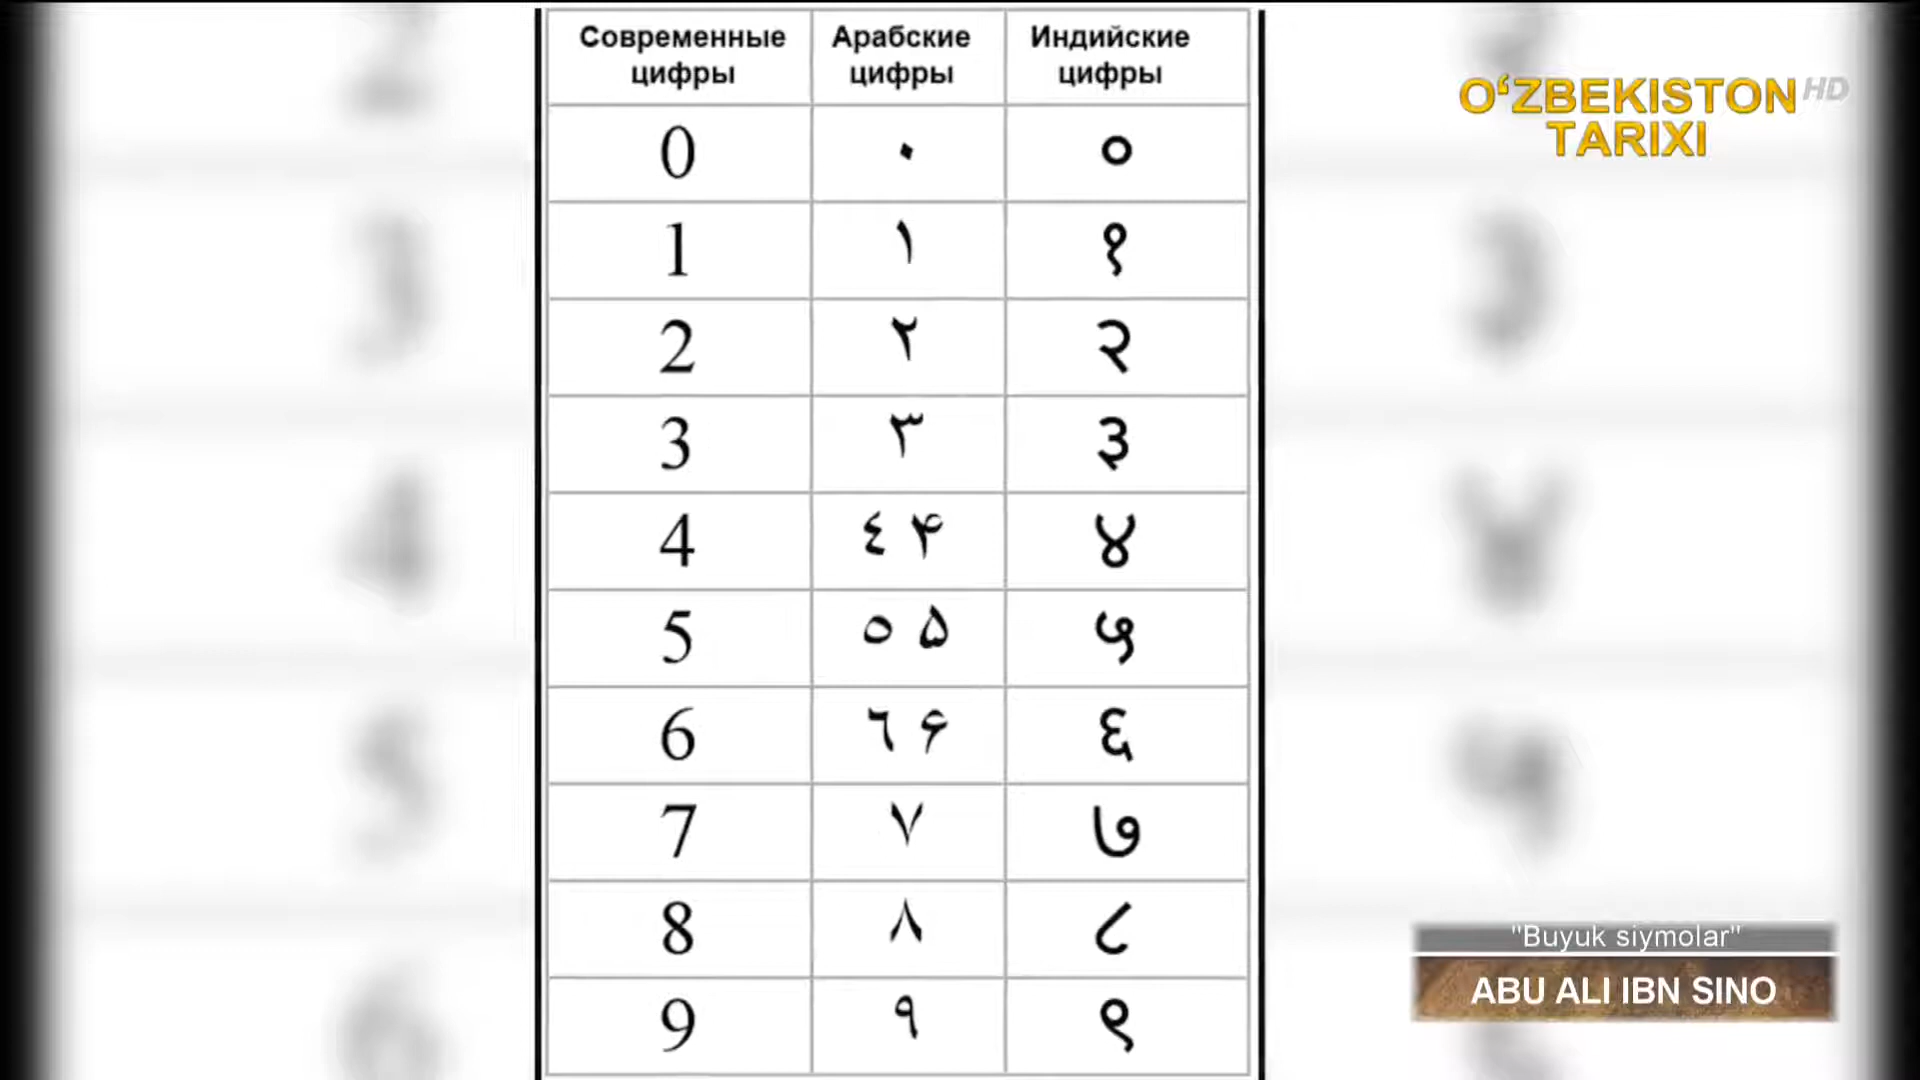 Современные цифры Арабские цифры Индийские цифры
0 ٠ ०
1 ١ १
2 ٢ २
3 ٣ ३
4 ٤ ۴ ४
5 ٥ ۵ ५
6 ٦ ۶ ६
7 ٧ ७
8 ٨ ८
9 ٩ ९
O‘ZBEKISTON HD
TARIXI
"Buyuk siymolar"
ABU ALI IBN SINO